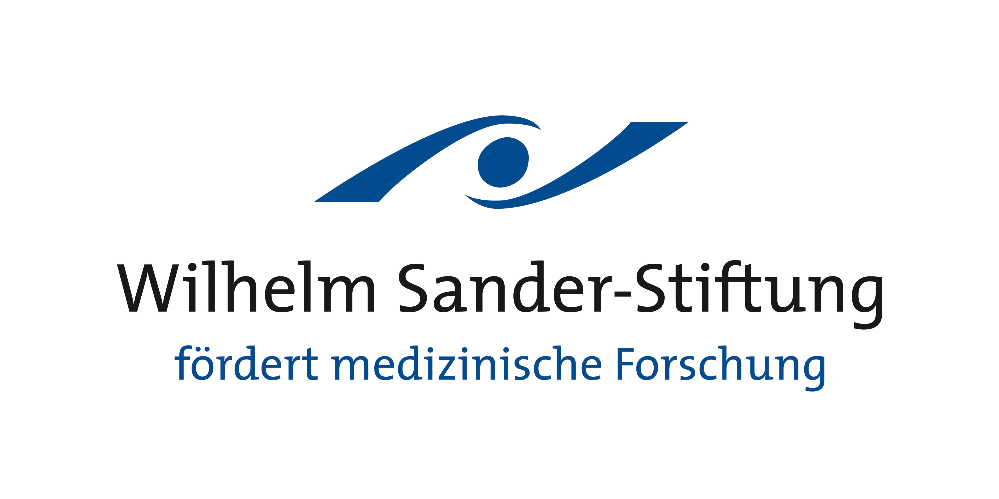 Wilhelm Sander-Stiftung
fördert medizinische Forschung